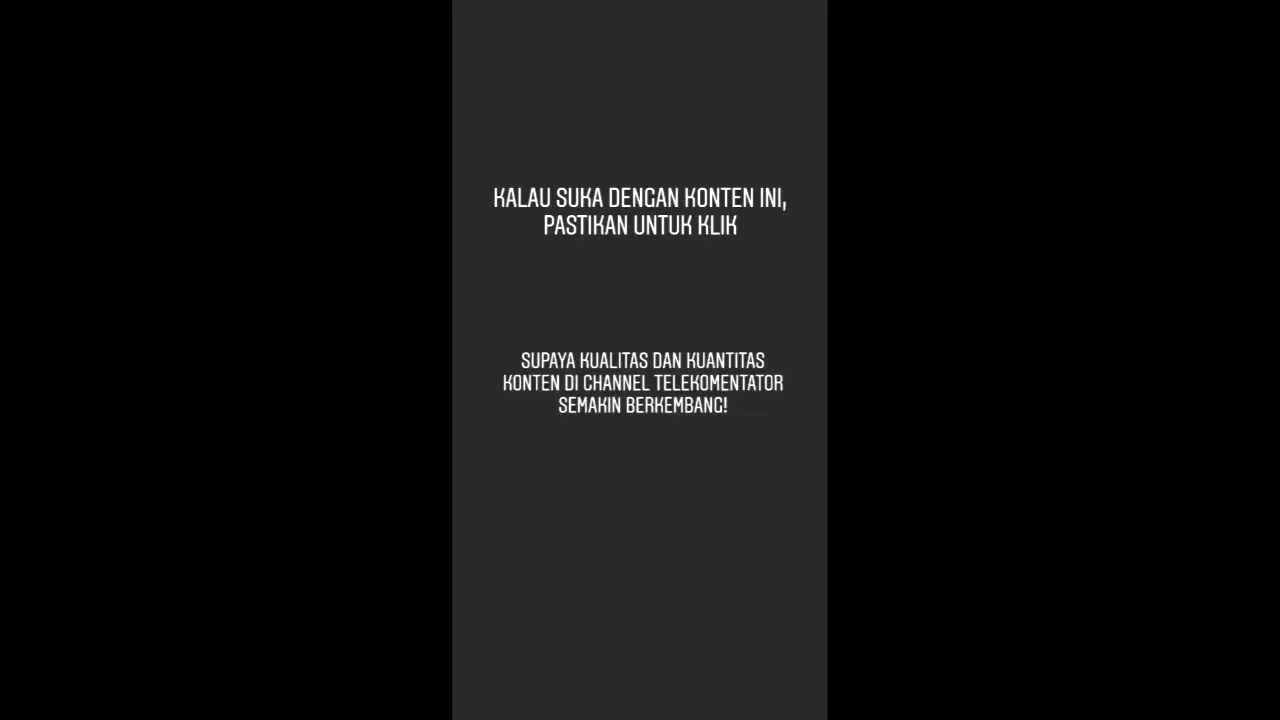 KALAU SUKA DENGAN KONTEN INI,
PASTIKAN UNTUK KLIK
SUPAYA KUALITAS DAN KUANTITAS
KONTEN DI CHANNEL TELEKOMENTATOR
SEMAKIN BERKEMBANG!